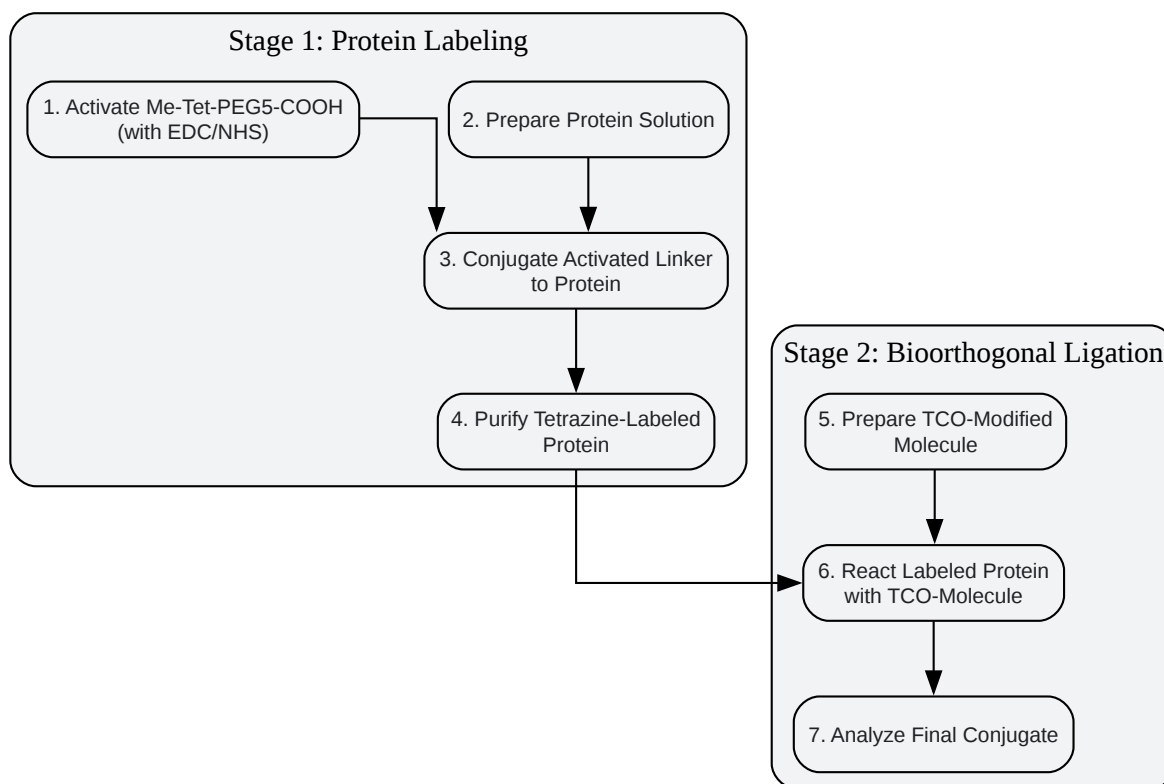 Stage 1: Protein Labeling
1. Activate Me-Tet-PEG5-COOH
(with EDC/NHS)
2. Prepare Protein Solution
3. Conjugate Activated Linker
to Protein
4. Purify Tetrazine-Labeled
Protein
Stage 2: Bioorthogonal Ligation
5. Prepare TCO-Modified
Molecule
6. React Labeled Protein
with TCO-Molecule
7. Analyze Final Conjugate